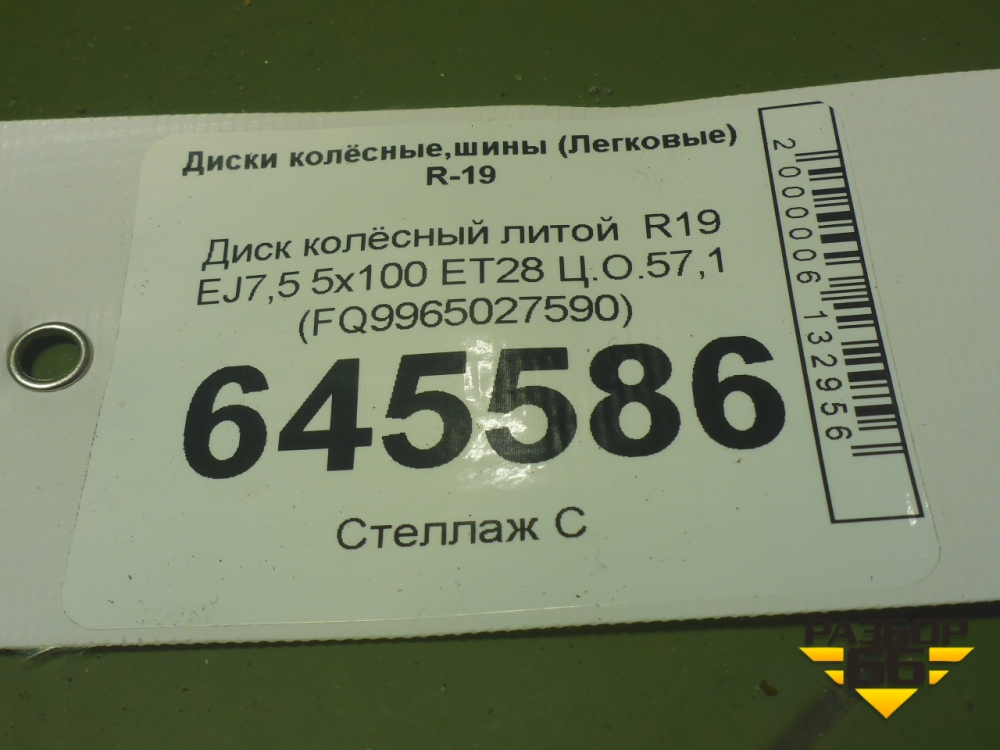 Диски колёсные,шины (Легковые)
R-19
Диск колёсный литой R19
EJ7,5 5x100 ET28 Ц.О.57,1
(FQ9965027590)
645586
Стеллаж С
2000006132956
РАЗБОР
66